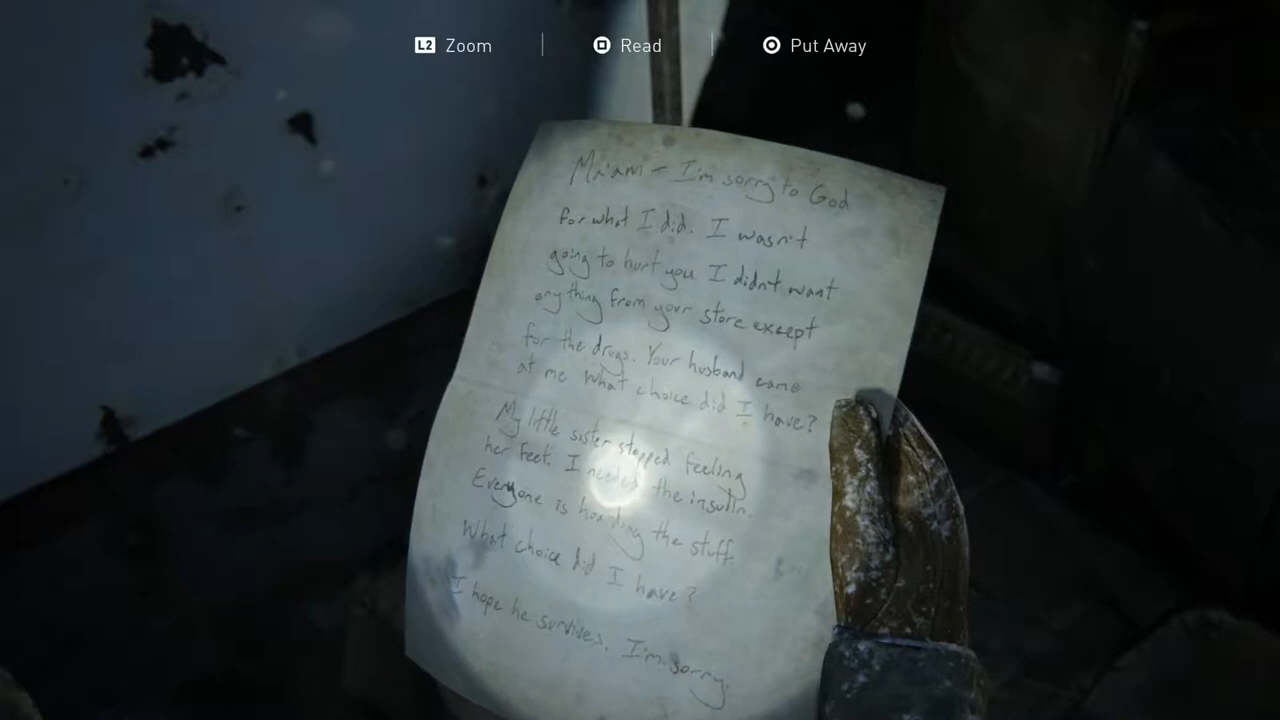 L2 Zoom | Read | Put Away
Ma'am - I'm sorry to God
for what I did. I wasn't
going to hurt you. I didn't want
anything from your store except
for the drugs. Your husband came
at me what choice did I have?
My little sister stopped feeling
her feet. I needed the insulin.
Everyone is hoarding the stuff.
What choice did I have?
I hope he survives. I'm sorry.